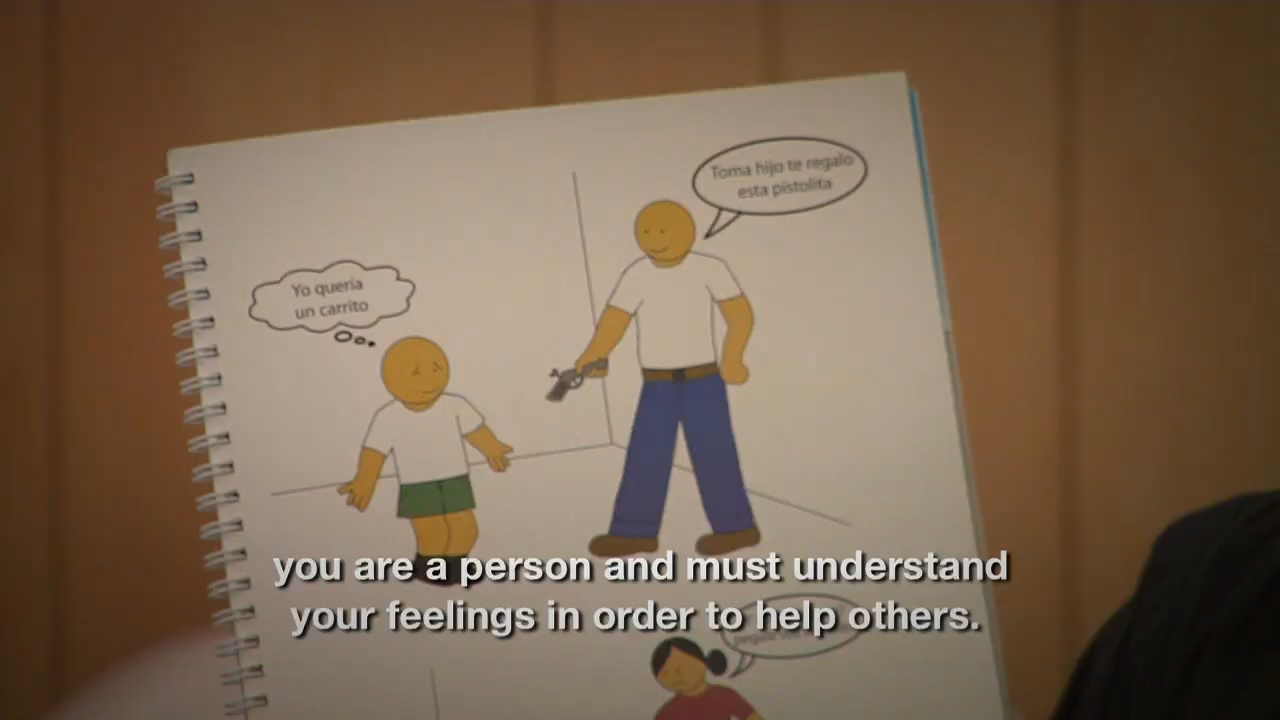 Toma hijo te regalo
esta pistolita
Yo quería
un carrito
you are a person and must understand
your feelings in order to help others.